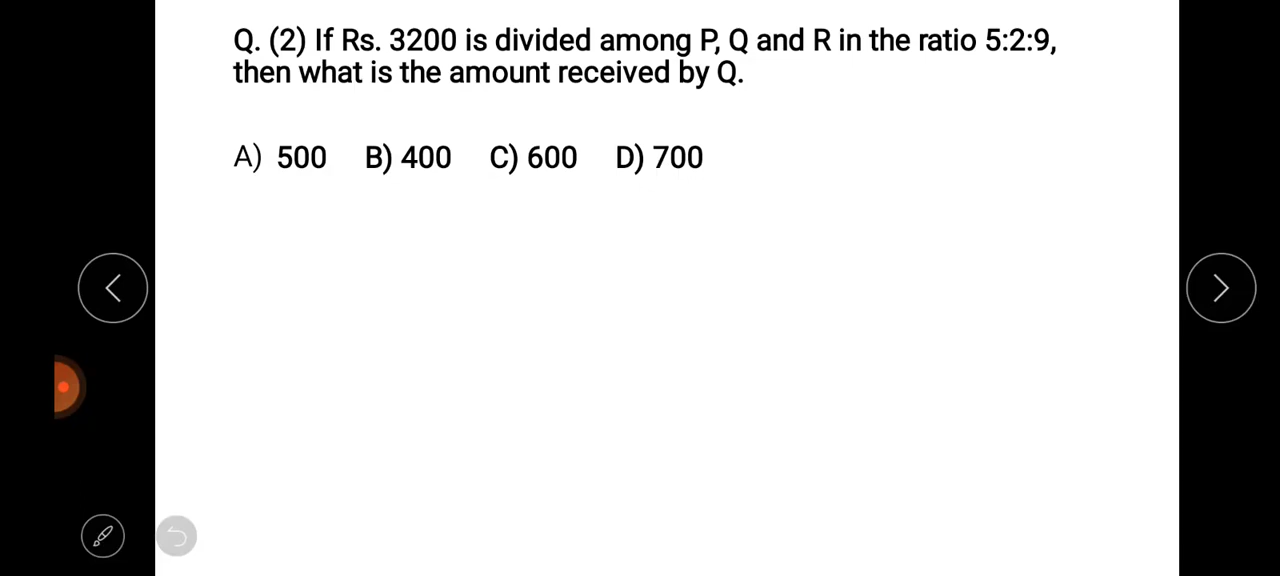 Q. (2) If Rs. 3200 is divided among P, Q and R in the ratio 5:2:9,
then what is the amount received by Q.
A) 500 B) 400 C) 600 D) 700